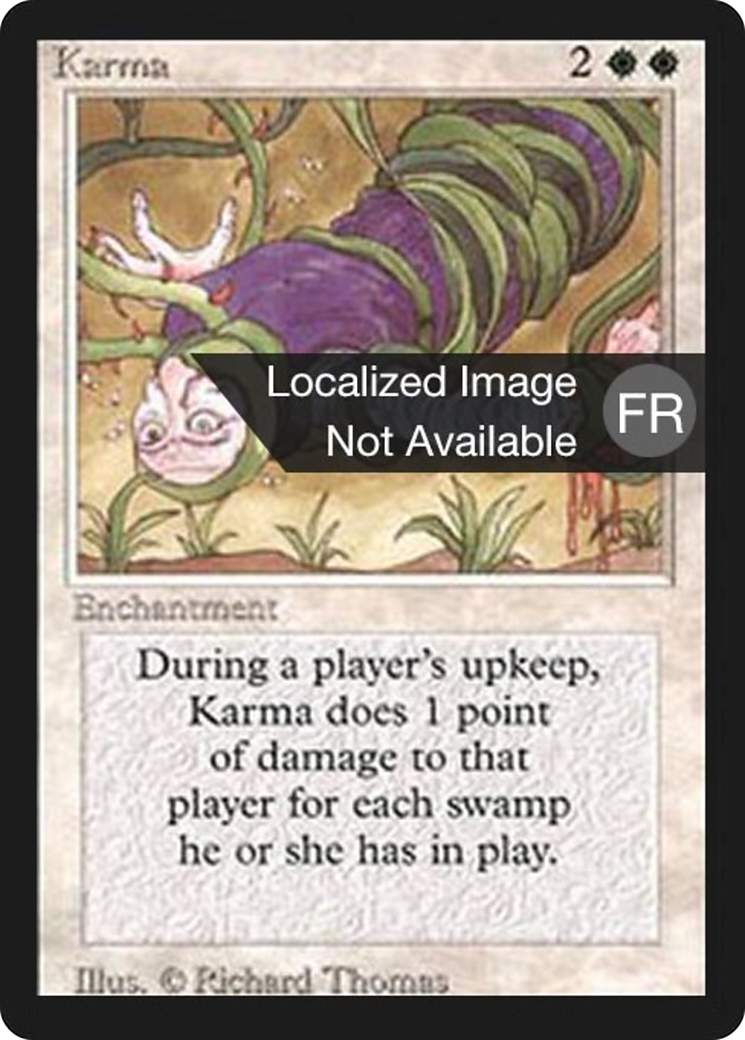 Karma 2
Localized Image
Not Available
FR
Enchantment
During a player's upkeep,
Karma does 1 point
of damage to that
player for each swamp
he or she has in play.
Illus. © Richard Thomas